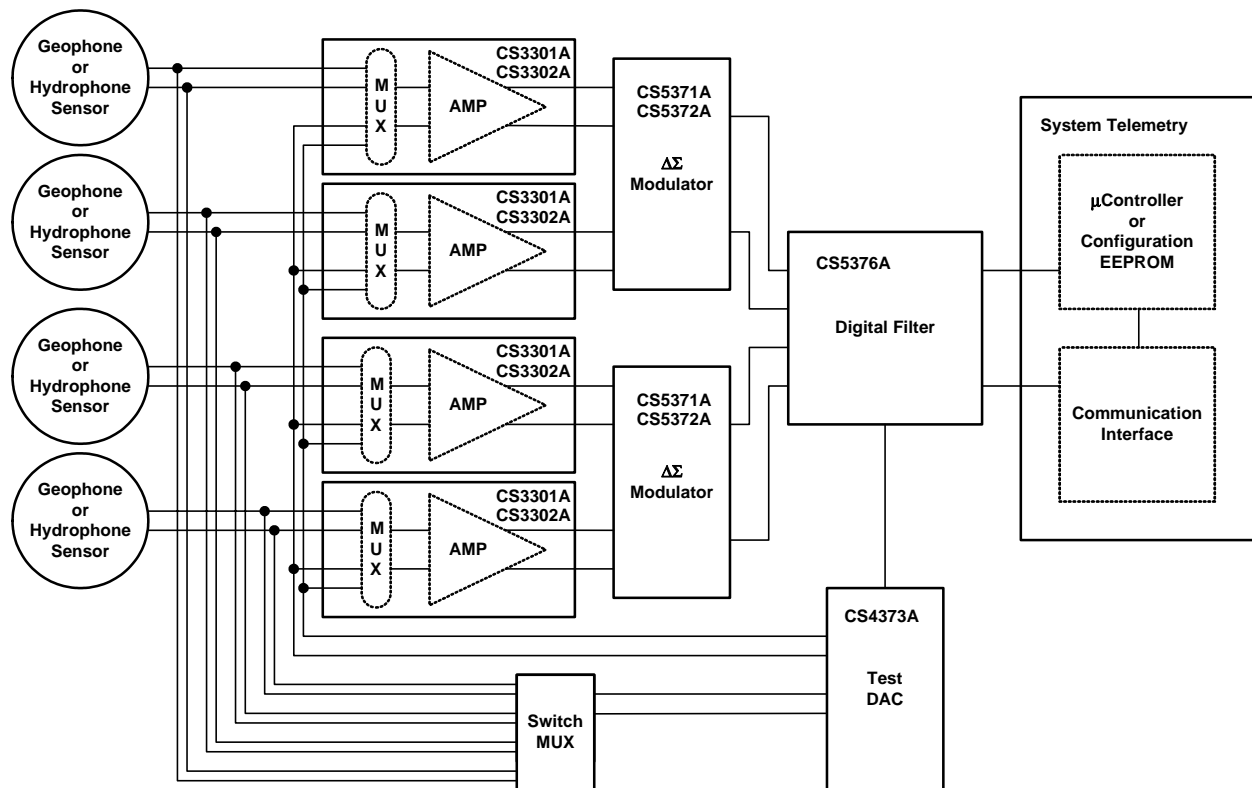 Geophone
or
Hydrophone
Sensor
CS3301A
CS3302A
M
U
X
AMP
CS5371A
CS5372A
ΔΣ
Modulator
Geophone
or
Hydrophone
Sensor
CS3301A
CS3302A
M
U
X
AMP
Geophone
or
Hydrophone
Sensor
CS3301A
CS3302A
M
U
X
AMP
CS5371A
CS5372A
ΔΣ
Modulator
Geophone
or
Hydrophone
Sensor
CS3301A
CS3302A
M
U
X
AMP
CS5376A
Digital Filter
System Telemetry
μController
or
Configuration
EEPROM
Communication
Interface
CS4373A
Test
DAC
Switch
MUX